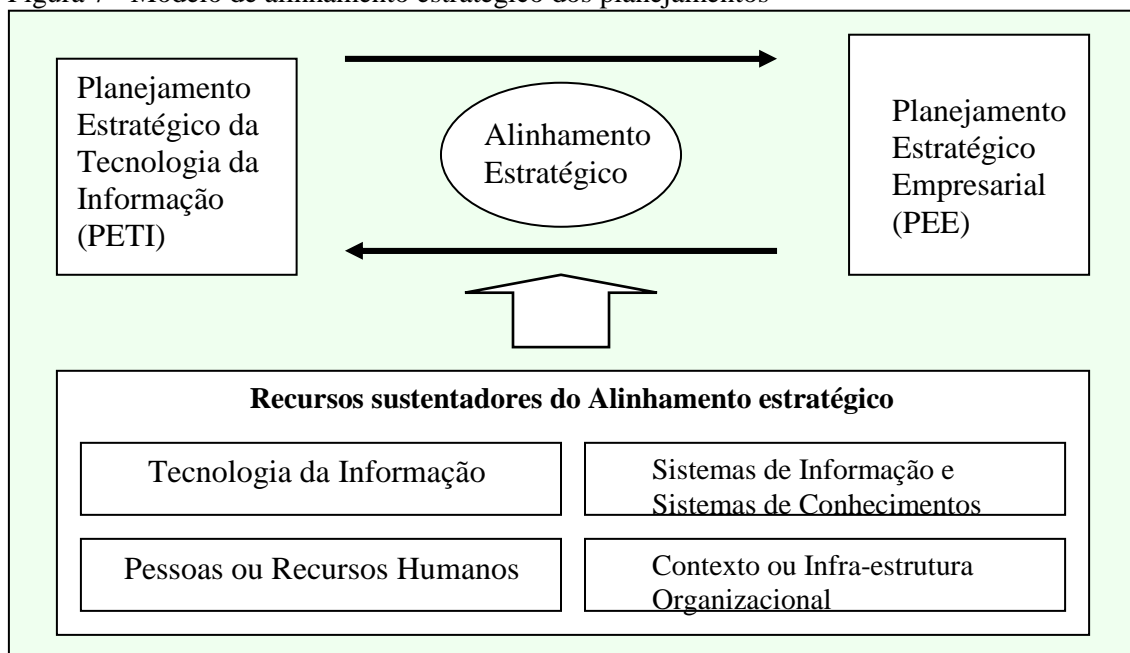 Figura 7 - Modelo de alinhamento estratégico dos planejamentos
Planejamento
Estratégico da
Tecnologia da
Informação
(PETI)
Alinhamento
Estratégico
Planejamento
Estratégico
Empresarial
(PEE)
Recursos sustentadores do Alinhamento estratégico
Tecnologia da Informação
Sistemas de Informação e
Sistemas de Conhecimentos
Pessoas ou Recursos Humanos
Contexto ou Infra-estrutura
Organizacional